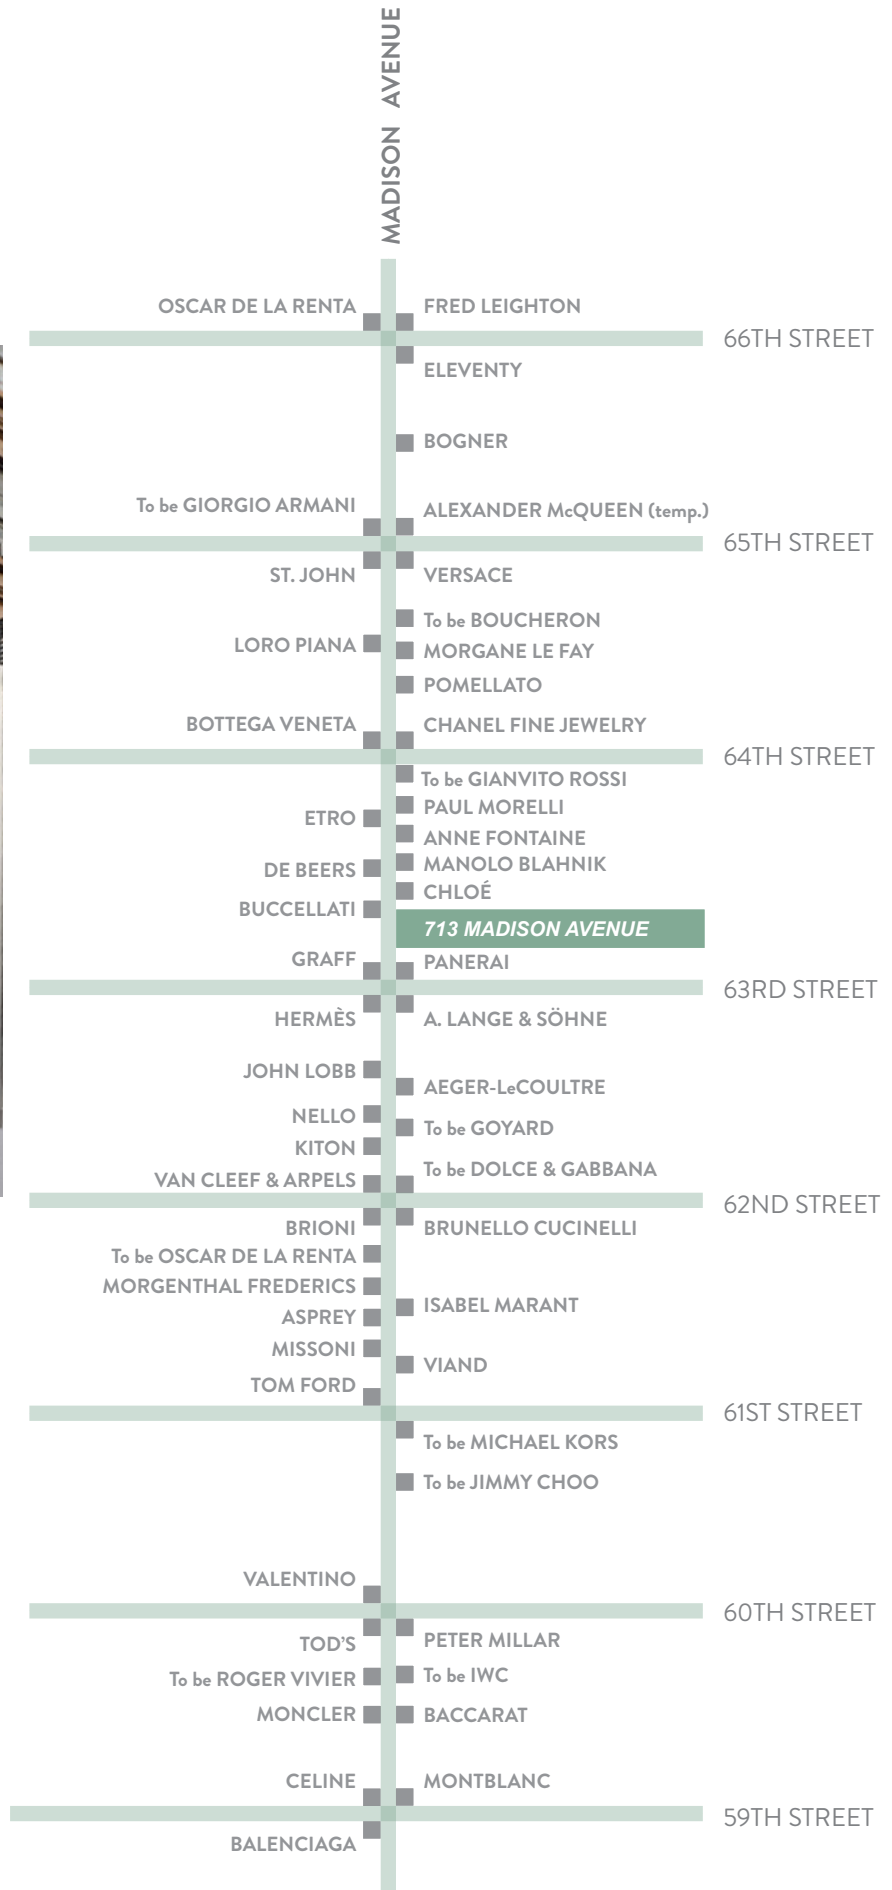 MADISON AVENUE
OSCAR DE LA RENTA
FRED LEIGHTON
66TH STREET
ELEVENTY
BOGNER
To be GIORGIO ARMANI
ALEXANDER McQUEEN (temp.)
65TH STREET
ST. JOHN
VERSACE
To be BOUCHERON
LORO PIANA
MORGANE LE FAY
POMELLATO
BOTTEGA VENETA
CHANEL FINE JEWELRY
64TH STREET
To be GIANVITO ROSSI
PAUL MORELLI
ETRO
ANNE FONTAINE
MANOLO BLAHNIK
DE BEERS
CHLOÉ
BUCCELLATI
713 MADISON AVENUE
GRAFF
PANERAI
63RD STREET
HERMÈS
A. LANGE & SÖHNE
JOHN LOBB
AEGER-LeCOULTRE
NELLO
To be GOYARD
KITON
To be DOLCE & GABBANA
VAN CLEEF & ARPELS
62ND STREET
BRIONI
BRUNELLO CUCINELLI
To be OSCAR DE LA RENTA
MORGENTHAL FREDERICS
ISABEL MARANT
ASPREY
MISSONI
VIAND
TOM FORD
61ST STREET
To be MICHAEL KORS
To be JIMMY CHOO
VALENTINO
60TH STREET
TOD'S
PETER MILLAR
To be ROGER VIVIER
To be IWC
MONCLER
BACCARAT
CELINE
MONTBLANC
59TH STREET
BALENCIAGA